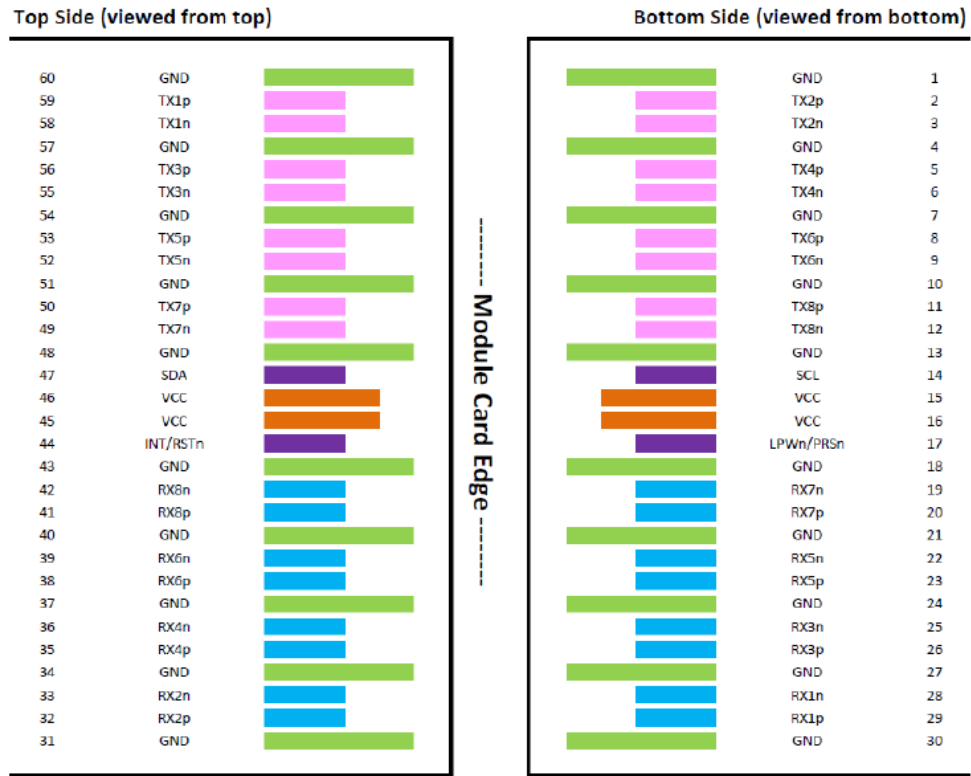 Top Side (viewed from top) Bottom Side (viewed from bottom)
60 GND GND 1
59 TX1p TX2p 2
58 TX1n TX2n 3
57 GND GND 4
56 TX3p TX4p 5
55 TX3n TX4n 6
54 GND GND 7
53 TX5p TX6p 8
52 TX5n TX6n 9
51 GND GND 10
50 TX7p TX8p 11
49 TX7n TX8n 12
48 GND GND 13
47 SDA SCL 14
46 VCC VCC 15
45 VCC VCC 16
44 INT/RSTn LPWn/PRSn 17
43 GND GND 18
42 RX8n RX7n 19
41 RX8p RX7p 20
40 GND GND 21
39 RX6n RX5n 22
38 RX6p RX5p 23
37 GND GND 24
36 RX4n RX3n 25
35 RX4p RX3p 26
34 GND GND 27
33 RX2n RX1n 28
32 RX2p RX1p 29
31 GND GND 30
-------- Module Card Edge --------